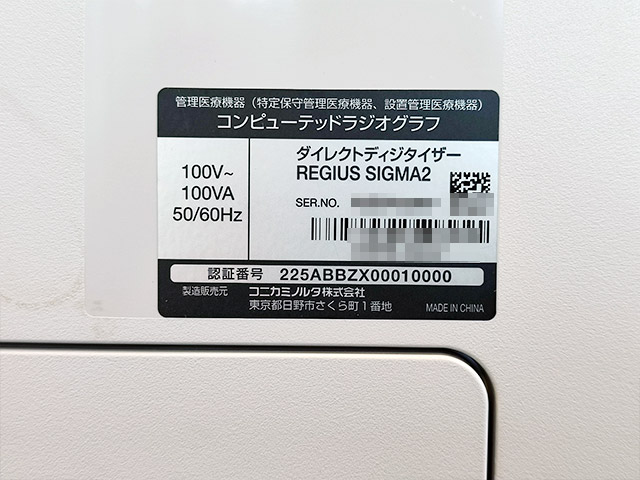 管理医療機器（特定保守管理医療機器、設置管理医療機器）
コンピューテッドラジオグラフ
100V~
100VA
50/60Hz
ダイレクトディジタイザー
REGIUS SIGMA2
SER.NO.
認証番号 225ABBZX00010000
製造販売元 コニカミノルタ株式会社
東京都日野市さくら町1番地
MADE IN CHINA